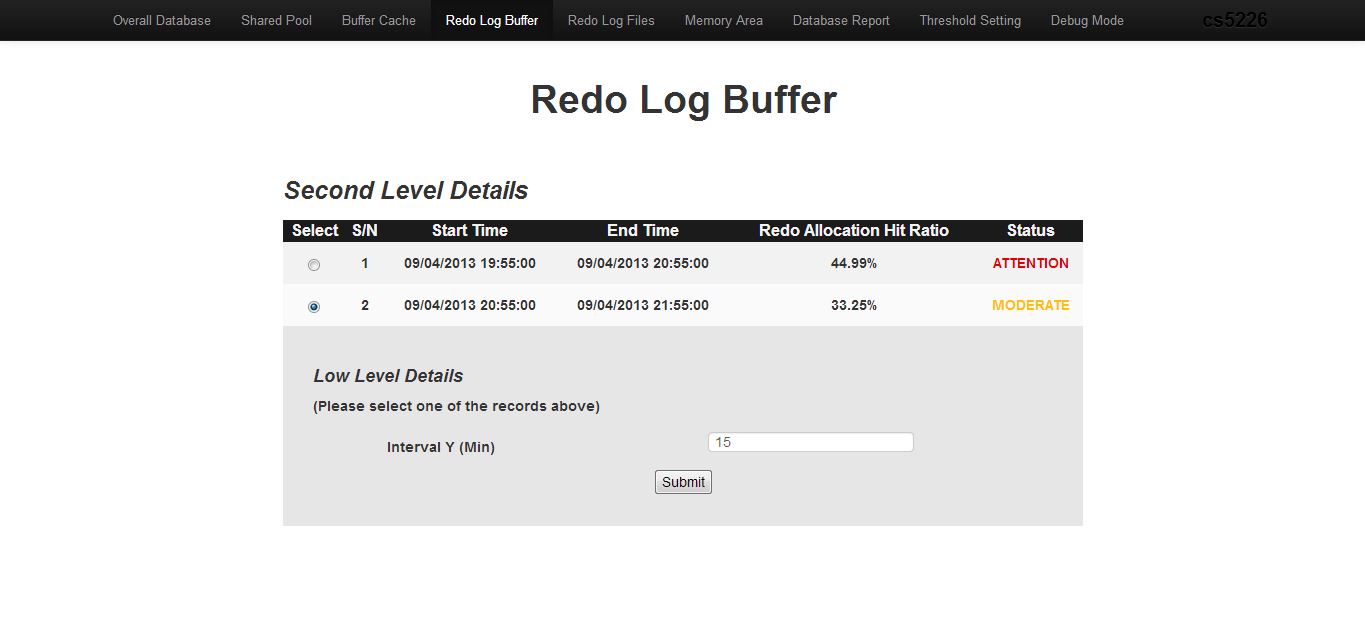 Overall Database Shared Pool Buffer Cache Redo Log Buffer Redo Log Files Memory Area Database Report Threshold Setting Debug Mode cs5226
Redo Log Buffer
Second Level Details
Select S/N Start Time End Time Redo Allocation Hit Ratio Status
1 09/04/2013 19:55:00 09/04/2013 20:55:00 44.99% ATTENTION
2 09/04/2013 20:55:00 09/04/2013 21:55:00 33.25% MODERATE
Low Level Details
(Please select one of the records above)
Interval Y (Min) 15
Submit